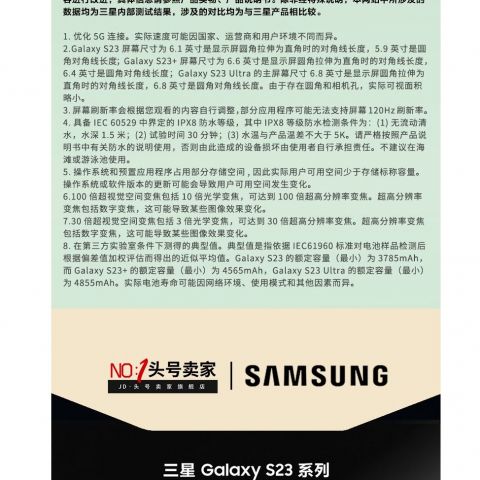 数据均为三星内部测试结果，涉及的对比均为与三星产品相比较。
1. 优化 5G 连接。实际速度可能因国家、运营商和用户环境不同而异。
2.Galaxy S23 屏幕尺寸为 6.1 英寸是显示屏圆角拉伸为直角时的对角线长度，5.9 英寸是圆
角对角线长度; Galaxy S23+ 屏幕尺寸为 6.6 英寸是显示屏圆角拉伸为直角时的对角线长度，
6.4 英寸是圆角对角线长度；Galaxy S23 Ultra 的主屏幕尺寸 6.8 英寸是显示屏圆角拉伸为
直角时的对角线长度，6.8 英寸是圆角对角线长度。由于存在圆角和相机孔，实际可视面积
略小。
3. 屏幕刷新率会根据您观看的内容自行调整，部分应用程序可能无法支持屏幕 120Hz 刷新率。
4. 具备 IEC 60529 中界定的 IPX8 防水等级，其中 IPX8 等级防水检测条件为：(1) 无流动清
水，水深 1.5 米；(2) 试验时间 30 分钟；(3) 水温与产品温差不大于 5K。请严格按照产品说
明中有关防水的说明使用，否则由此造成的设备损坏由使用者自行承担责任。不建议在海
滩或游泳池使用。
5. 操作系统和预置应用程序占用部分存储空间，因此实际用户可用空间少于存储标称容量。
操作系统或软件版本的更新可能会导致用户可用空间发生变化。
6.100 倍超视觉空间变焦包括 10 倍光学变焦，可达到 100 倍超高分辨率变焦。超高分辨率变
焦包括数字变焦，这可能导致某些图像效果变化。
7.30 倍超视觉空间变焦包括 3 倍光学变焦，可达到 30 倍超高分辨率变焦。超高分辨率变焦
包括数字变焦，这可能导致某些图像效果变化。
8. 在第三方实验室条件下测得的典型值。典型值是指依据 IEC61960 标准对电池样品检测后
根据偏差值加权评估而得出的近似平均值。Galaxy S23 的额定容量（最小）为 3785mAh，
而 Galaxy S23+ 的额定容量（最小）为 4565mAh，Galaxy S23 Ultra 的额定容量（最小）
为 4855mAh。实际电池寿命可能因网络环境、使用模式和其他因素而异。
NO:1头号卖家 | SAMSUNG
JD·头号卖家旗舰店
三星 Galaxy S23 系列